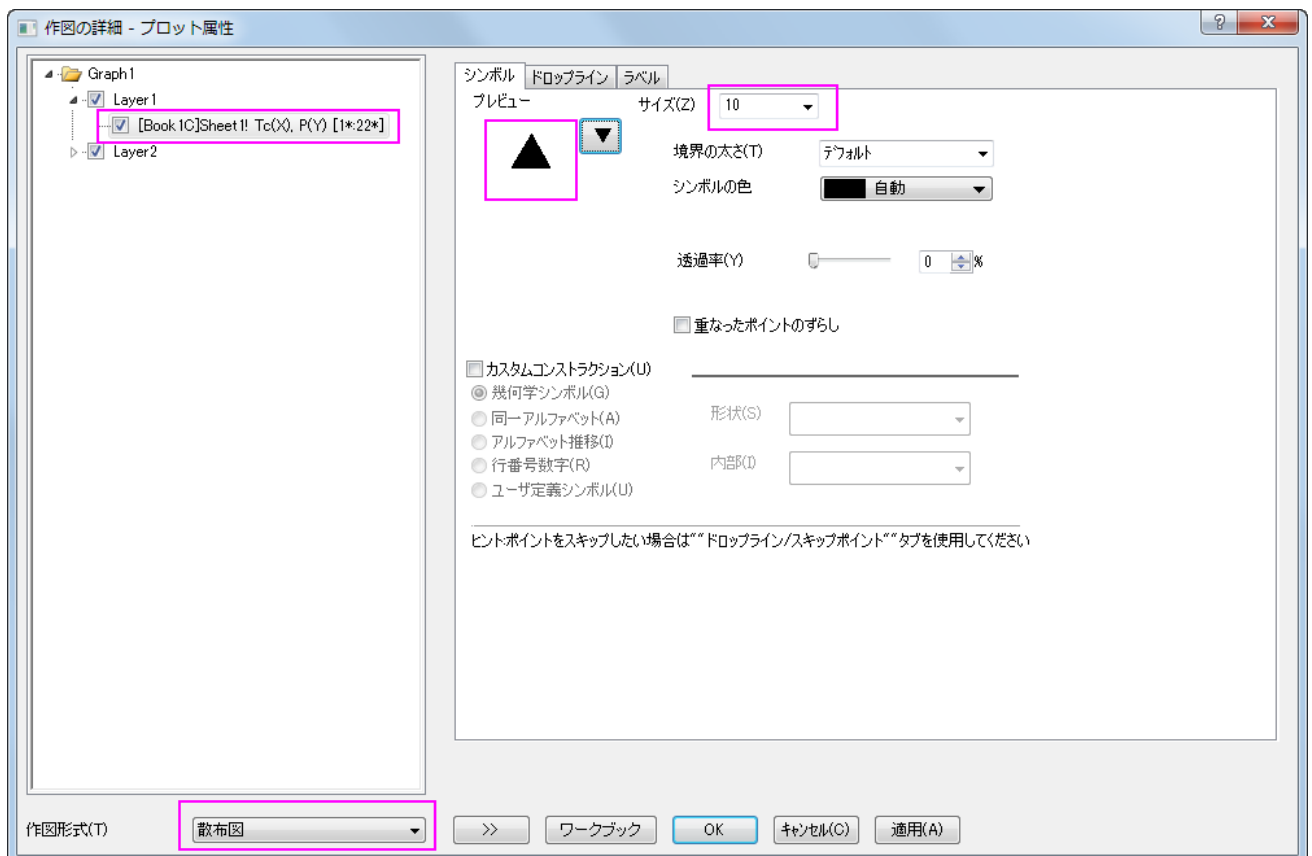 作図の詳細 - プロット属性
Graph1
Layer1
[Book1C]Sheet1! Tc(X), P(Y) [1*:22*]
Layer2
シンボル ドロップライン ラベル
プレビュー サイズ(Z) 10
境界の太さ(T) デフォルト
シンボルの色 自動
透過率(Y) 0 %
重なったポイントのずらし
カスタムコンストラクション(U)
幾何学シンボル(G)
同一アルファベット(A) 形状(S)
アルファベット推移(I)
行番号数字(R) 内部(I)
ユーザ定義シンボル(U)
ヒント:ポイントをスキップしたい場合は""ドロップライン/スキップポイント""タブを使用してください
作図形式(T) 散布図 >> ワークブック OK キャンセル(C) 適用(A)